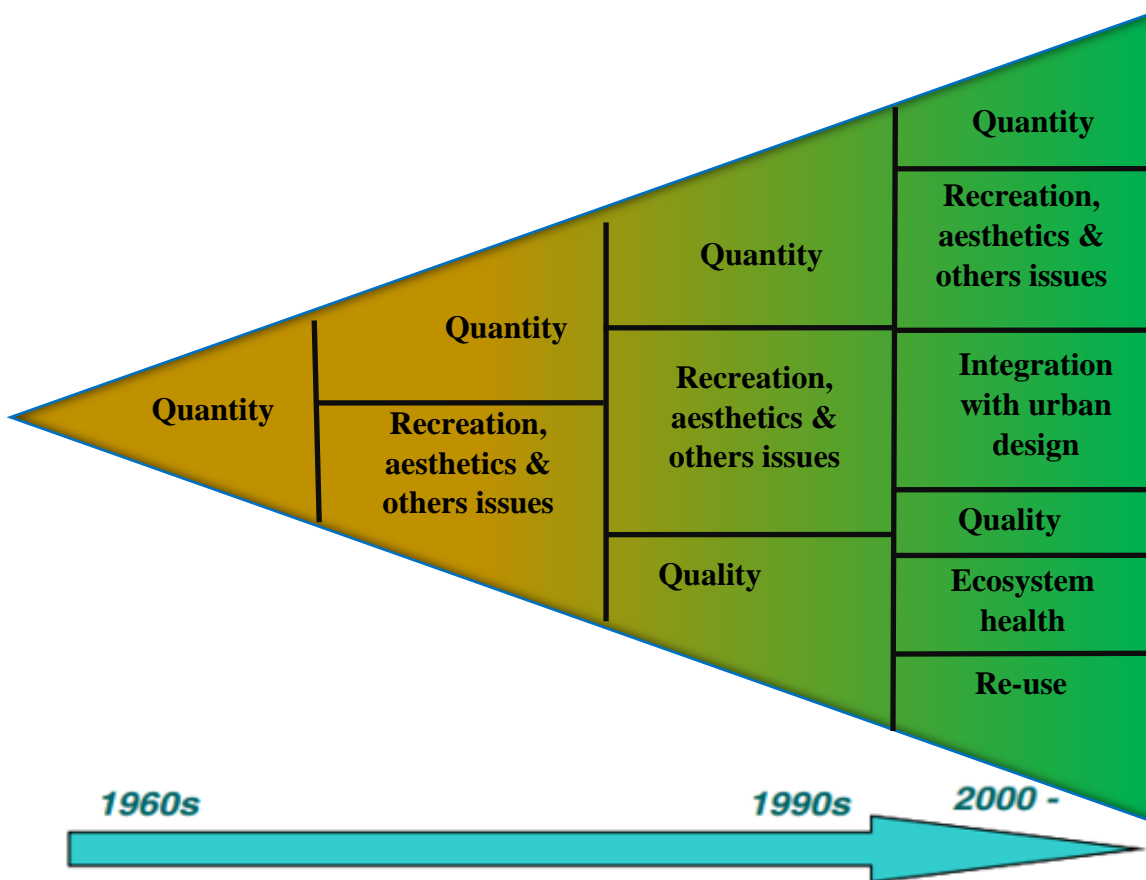 Quantity
Quantity
Recreation,
aesthetics &
others issues
Quantity
Recreation,
aesthetics &
others issues
Quality
Quantity
Recreation,
aesthetics &
others issues
Integration
with urban
design
Quality
Ecosystem
health
Re-use
1960s
1990s
2000 -